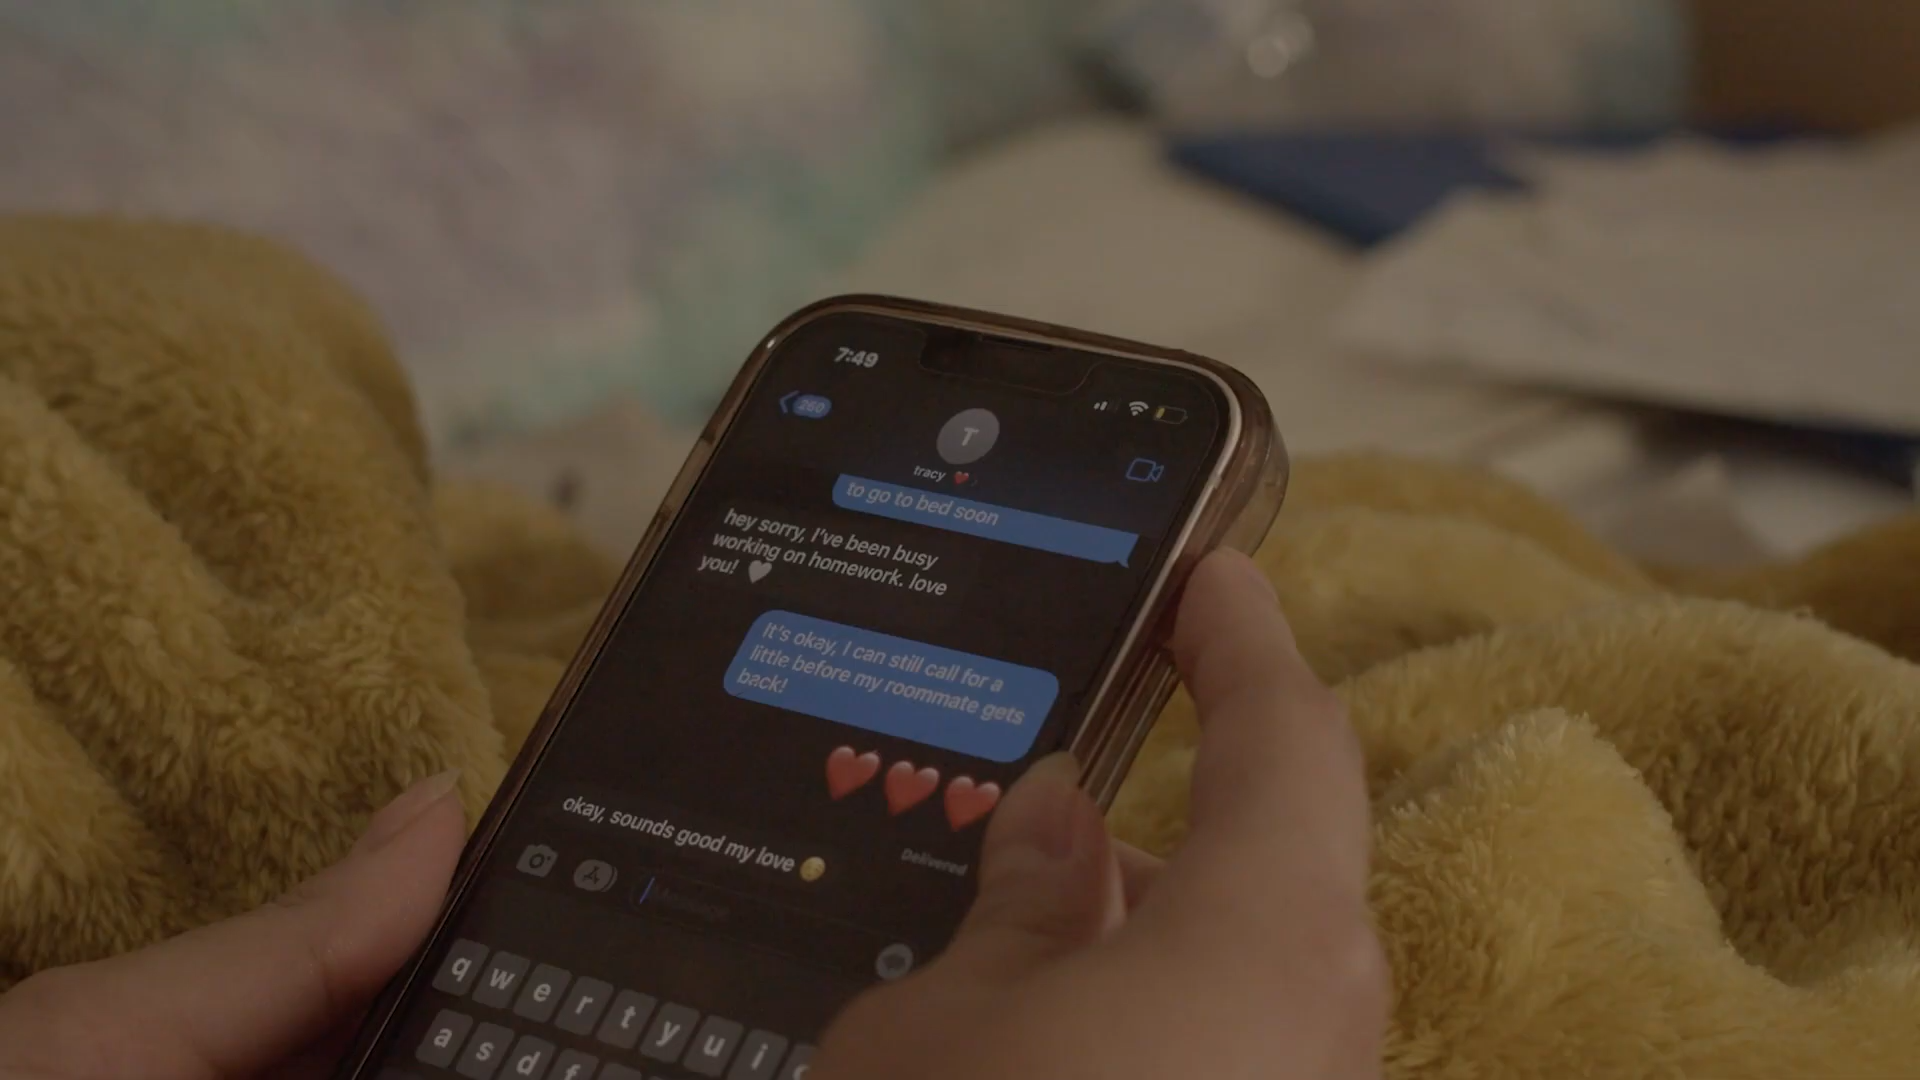 7:49
260
T
tracy ❤️
to go to bed soon
hey sorry, I've been busy
working on homework. love
you! 🤍
It's okay, I can still call for a
little before my roommate gets
back!
❤️❤️❤️
Delivered
okay, sounds good my love
q w e r t y u i
a s d f